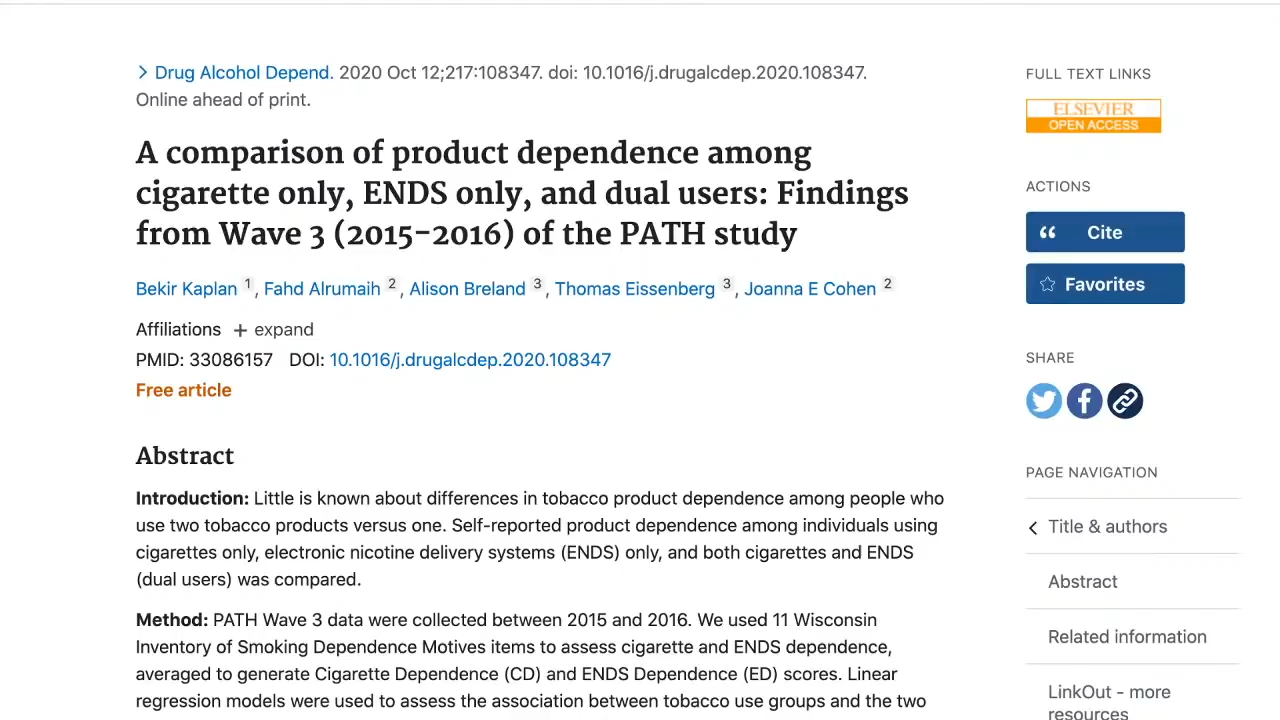 > Drug Alcohol Depend. 2020 Oct 12;217:108347. doi: 10.1016/j.drugalcdep.2020.108347.
Online ahead of print.
A comparison of product dependence among
cigarette only, ENDS only, and dual users: Findings
from Wave 3 (2015-2016) of the PATH study
Bekir Kaplan 1, Fahd Alrumaih 2, Alison Breland 3, Thomas Eissenberg 3, Joanna E Cohen 2
Affiliations + expand
PMID: 33086157 DOI: 10.1016/j.drugalcdep.2020.108347
Free article
Abstract
Introduction: Little is known about differences in tobacco product dependence among people who
use two tobacco products versus one. Self-reported product dependence among individuals using
cigarettes only, electronic nicotine delivery systems (ENDS) only, and both cigarettes and ENDS
(dual users) was compared.
Method: PATH Wave 3 data were collected between 2015 and 2016. We used 11 Wisconsin
Inventory of Smoking Dependence Motives items to assess cigarette and ENDS dependence,
averaged to generate Cigarette Dependence (CD) and ENDS Dependence (ED) scores. Linear
regression models were used to assess the association between tobacco use groups and the two
FULL TEXT LINKS
ELSEVIER
OPEN ACCESS
ACTIONS
Cite
Favorites
SHARE
PAGE NAVIGATION
Title & authors
Abstract
Related information
LinkOut - more
resources